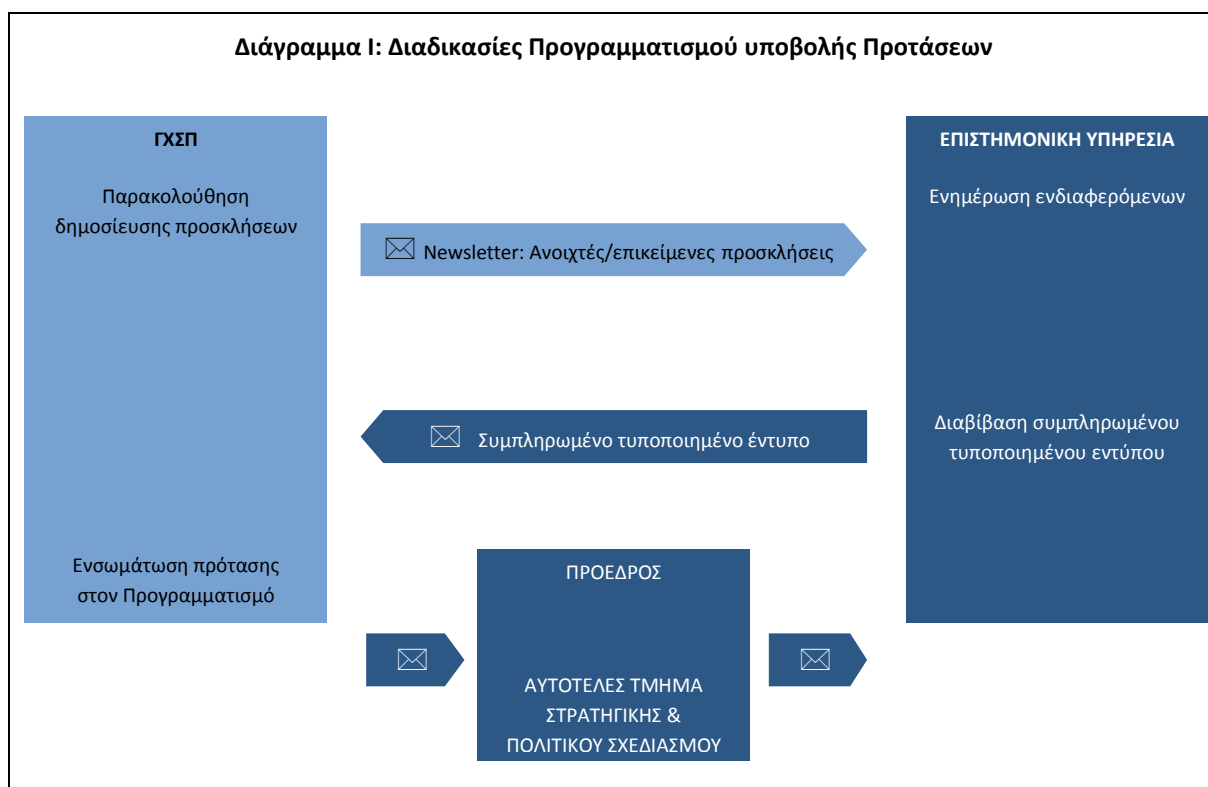 Διάγραμμα Ι: Διαδικασίες Προγραμματισμού υποβολής Προτάσεων
ΓΧΣΠ
Παρακολούθηση
δημοσίευσης προσκλήσεων
Newsletter: Ανοιχτές/επικείμενες προσκλήσεις
ΕΠΙΣΤΗΜΟΝΙΚΗ ΥΠΗΡΕΣΙΑ
Ενημέρωση ενδιαφερόμενων
Συμπληρωμένο τυποποιημένο έντυπο
Διαβίβαση συμπληρωμένου
τυποποιημένου εντύπου
Ενσωμάτωση πρότασης
στον Προγραμματισμό
ΠΡΟΕΔΡΟΣ
ΑΥΤΟΤΕΛΕΣ ΤΜΗΜΑ
ΣΤΡΑΤΗΓΙΚΗΣ &
ΠΟΛΙΤΙΚΟΥ ΣΧΕΔΙΑΣΜΟΥ